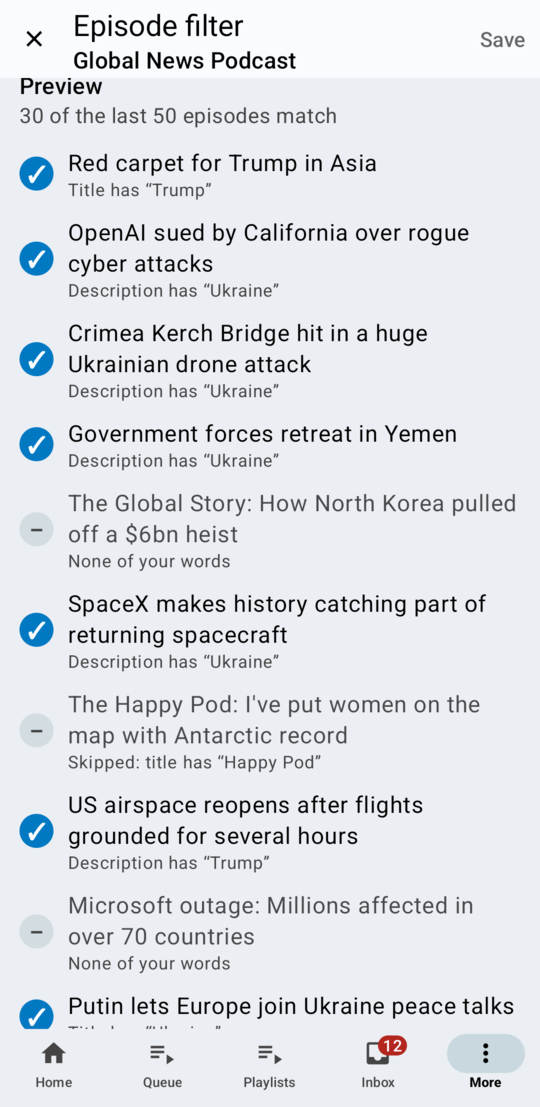 Episode filter
Global News Podcast
Save
Preview
30 of the last 50 episodes match
Red carpet for Trump in Asia
Title has “Trump”
OpenAI sued by California over rogue
cyber attacks
Description has “Ukraine”
Crimea Kerch Bridge hit in a huge
Ukrainian drone attack
Description has “Ukraine”
Government forces retreat in Yemen
Description has “Ukraine”
The Global Story: How North Korea pulled
off a $6bn heist
None of your words
SpaceX makes history catching part of
returning spacecraft
Description has “Ukraine”
The Happy Pod: I've put women on the
map with Antarctic record
Skipped: title has “Happy Pod”
US airspace reopens after flights
grounded for several hours
Description has “Trump”
Microsoft outage: Millions affected in
over 70 countries
None of your words
Putin lets Europe join Ukraine peace talks
12
Home
Queue
Playlists
Inbox
More